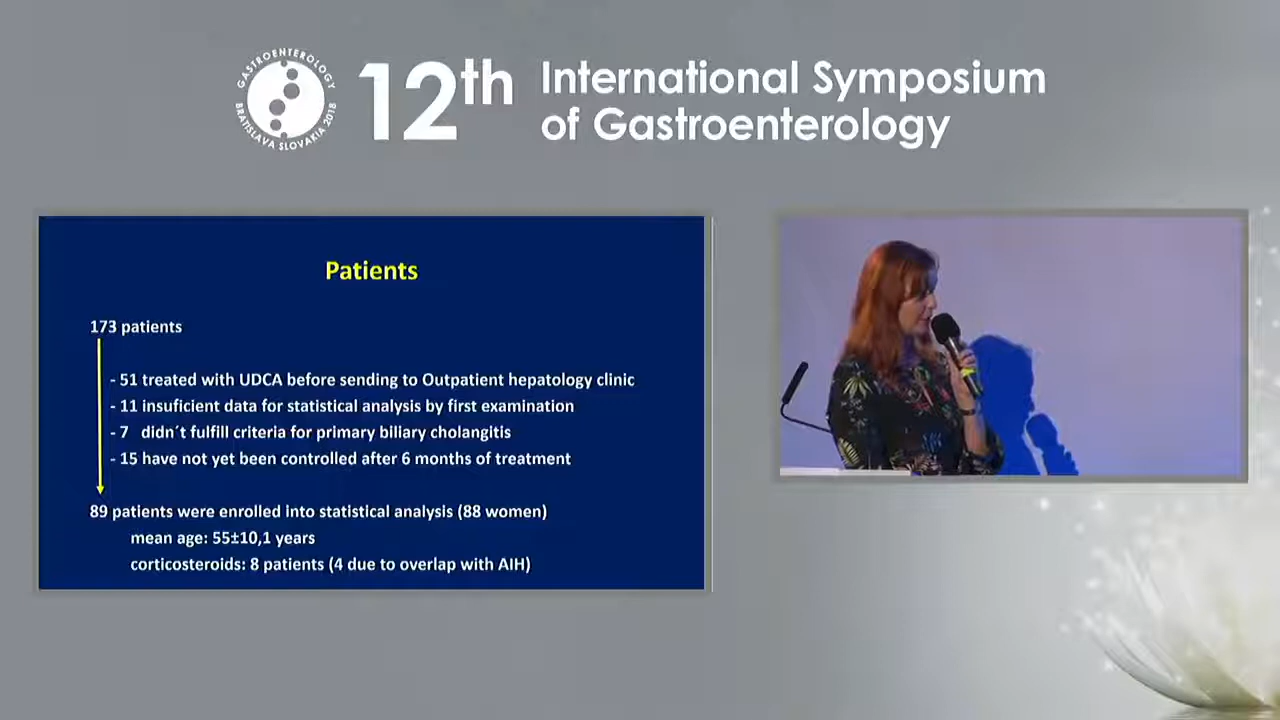 GASTROENTEROLOGY
BRATISLAVA SLOVAKIA 2018
12th
International Symposium
of Gastroenterology
Patients
173 patients
- 51 treated with UDCA before sending to Outpatient hepatology clinic
- 11 insuficient data for statistical analysis by first examination
- 7 didn´t fulfill criteria for primary biliary cholangitis
- 15 have not yet been controlled after 6 months of treatment
89 patients were enrolled into statistical analysis (88 women)
mean age: 55±10,1 years
corticosteroids: 8 patients (4 due to overlap with AIH)